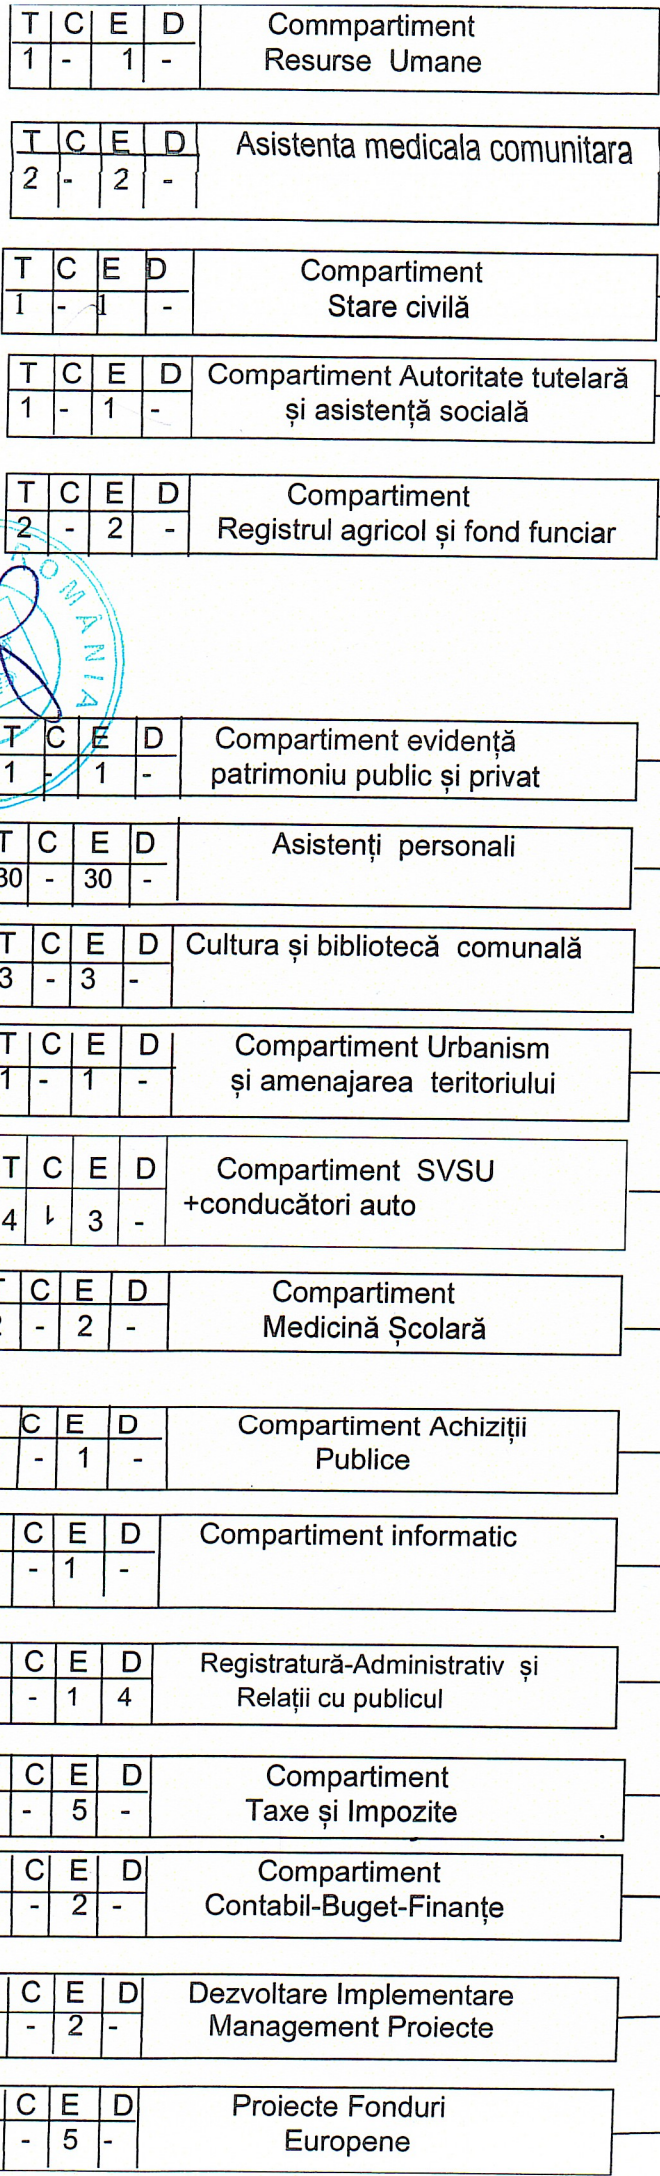 T C E D Commpartiment
1 - 1 - Resurse Umane
T C E D Asistenta medicala comunitara
2 - 2 -
T C E D Compartiment
1 - 1 - Stare civilă
T C E D Compartiment Autoritate tutelară
1 - 1 - și asistență socială
T C E D Compartiment
2 - 2 - Registrul agricol și fond funciar
ROMÂNIA
T C E D Compartiment evidență
1 - 1 - patrimoniu public și privat
T C E D Asistenți personali
30 - 30 -
T C E D Cultura și bibliotecă comunală
3 - 3 -
T C E D Compartiment Urbanism
1 - 1 - și amenajarea teritoriului
T C E D Compartiment SVSU
4 1 3 - +conducători auto
C E D Compartiment
- 2 - Medicină Școlară
C E D Compartiment Achiziții
- 1 - Publice
C E D Compartiment informatic
- 1 -
C E D Registratură-Administrativ și
- 1 4 Relații cu publicul
C E D Compartiment
- 5 - Taxe și Impozite
C E D Compartiment
- 2 - Contabil-Buget-Finanțe
C E D Dezvoltare Implementare
- 2 - Management Proiecte
C E D Proiecte Fonduri
- 5 - Europene